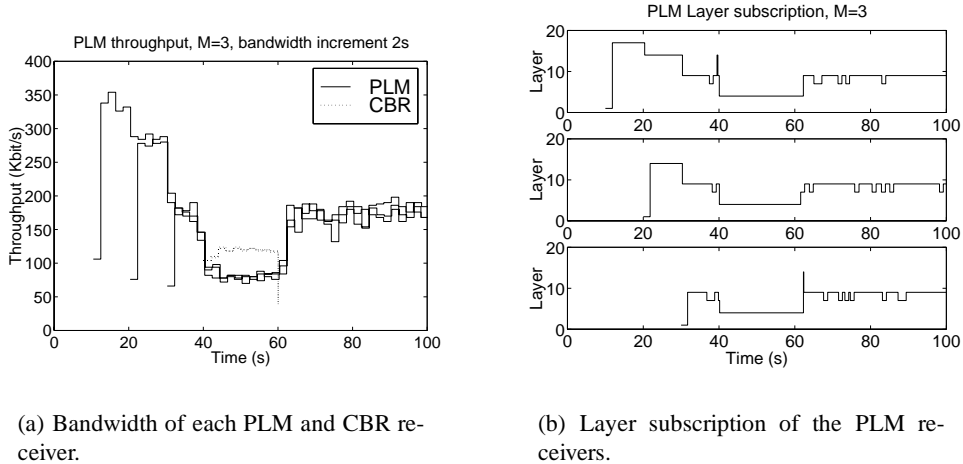 PLM throughput, M=3, bandwidth increment 2s
400
350
300
250
200
150
100
50
0
Throughput (Kbit/s)
PLM
CBR
0 20 40 60 80 100
Time (s)
(a) Bandwidth of each PLM and CBR re-
ceiver.
PLM Layer subscription, M=3
20
10
0
Layer
0 20 40 60 80 100
20
10
0
Layer
0 20 40 60 80 100
20
10
0
Layer
0 20 40 60 80 100
Time (s)
(b) Layer subscription of the PLM re-
ceivers.